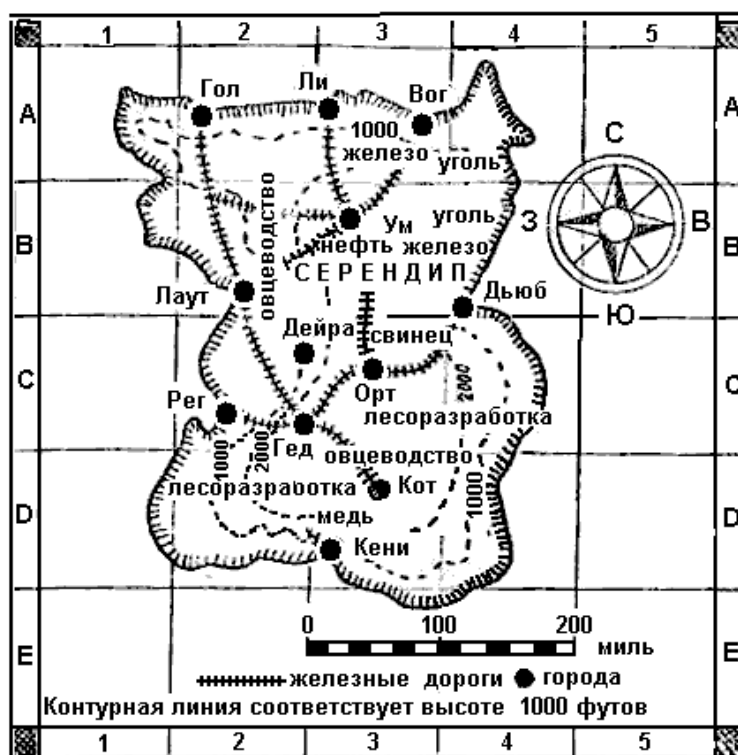 1 2 3 4 5
Гол Ли Вог
A 1000 A
железо уголь
С
уголь
B Ум З В B
нефть железо
овцеводство
СЕРЕНДИП
Лаут Дьюб
Дейра Ю
свинец
C Орт 2000 C
Рег лесоразработка
Гед
1000 2000 овцеводство
лесоразработка Кот
D 1000 D
медь
Кени
0 100 200
E миль E
железные дороги города
Контурная линия соответствует высоте 1000 футов
1 2 3 4 5